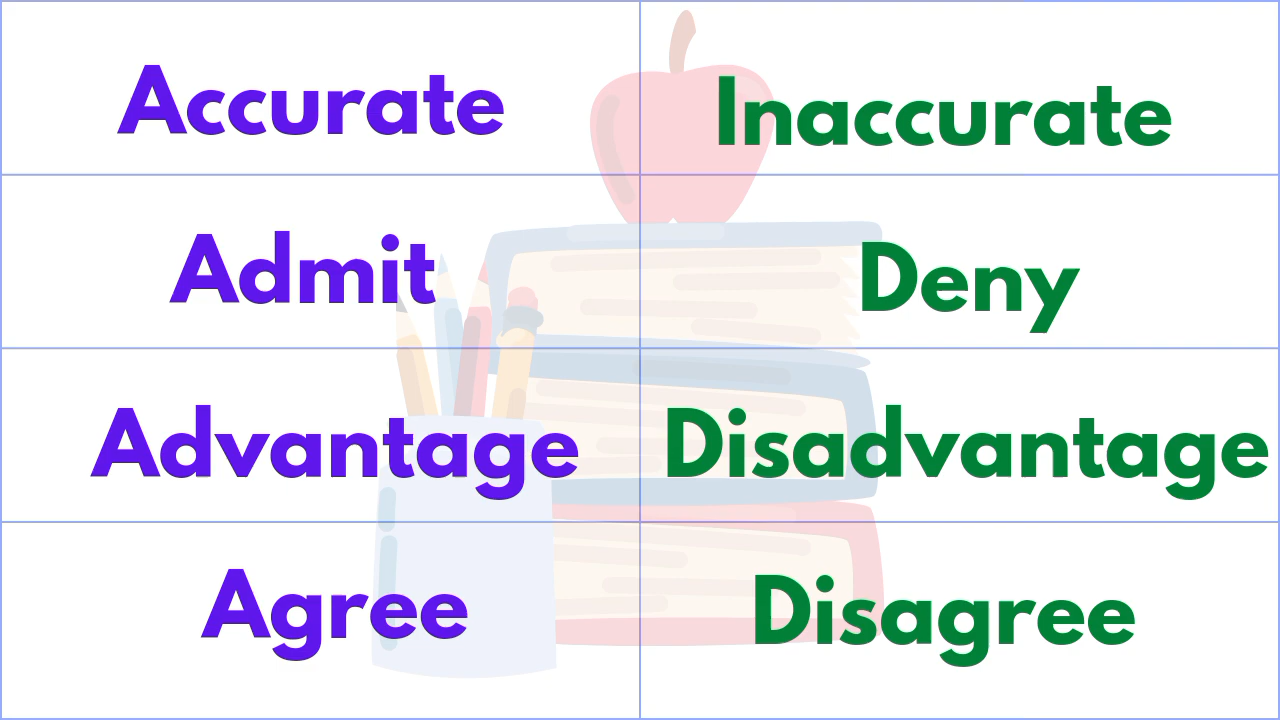 Accurate Inaccurate
Admit Deny
Advantage Disadvantage
Agree Disagree